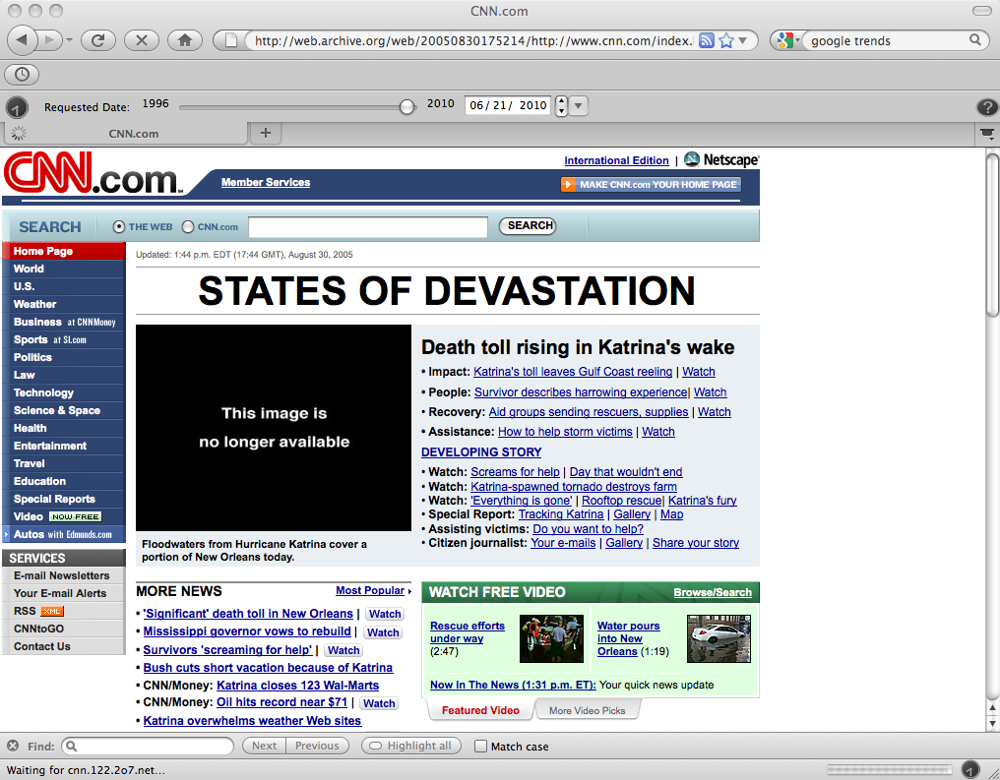 CNN.com
http://web.archive.org/web/20050830175214/http://www.cnn.com/index.
google trends
Requested Date: 1996 2010 06/21/ 2010
CNN.com
CNN.com
International Edition | Netscape
Member Services
MAKE CNN.com YOUR HOME PAGE
SEARCH THE WEB CNN.com SEARCH
Home Page
World
U.S.
Weather
Business at CNNMoney
Sports at SI.com
Politics
Law
Technology
Science & Space
Health
Entertainment
Travel
Education
Special Reports
Video NOW FREE
Autos with Edmunds.com
SERVICES
E-mail Newsletters
Your E-mail Alerts
RSS XML
CNNtoGO
Contact Us
Updated: 1:44 p.m. EDT (17:44 GMT), August 30, 2005
STATES OF DEVASTATION
This image is
no longer available
Floodwaters from Hurricane Katrina cover a
portion of New Orleans today.
Death toll rising in Katrina's wake
• Impact: Katrina's toll leaves Gulf Coast reeling | Watch
• People: Survivor describes harrowing experience| Watch
• Recovery: Aid groups sending rescuers, supplies | Watch
• Assistance: How to help storm victims | Watch
DEVELOPING STORY
• Watch: Screams for help | Day that wouldn't end
• Watch: Katrina-spawned tornado destroys farm
• Watch: 'Everything is gone' | Rooftop rescue| Katrina's fury
• Special Report: Tracking Katrina | Gallery | Map
• Assisting victims: Do you want to help?
• Citizen journalist: Your e-mails | Gallery | Share your story
MORE NEWS Most Popular
• 'Significant' death toll in New Orleans | Watch
• Mississippi governor vows to rebuild | Watch
• Survivors 'screaming for help' | Watch
• Bush cuts short vacation because of Katrina
• CNN/Money: Katrina closes 123 Wal-Marts
• CNN/Money: Oil hits record near $71 | Watch
• Katrina overwhelms weather Web sites
WATCH FREE VIDEO Browse/Search
Rescue efforts
under way
(2:47)
Water pours
into New
Orleans (1:19)
Now In The News (1:31 p.m. ET): Your quick news update
Featured Video More Video Picks
Find: Next Previous Highlight all Match case
Waiting for cnn.122.2o7.net...